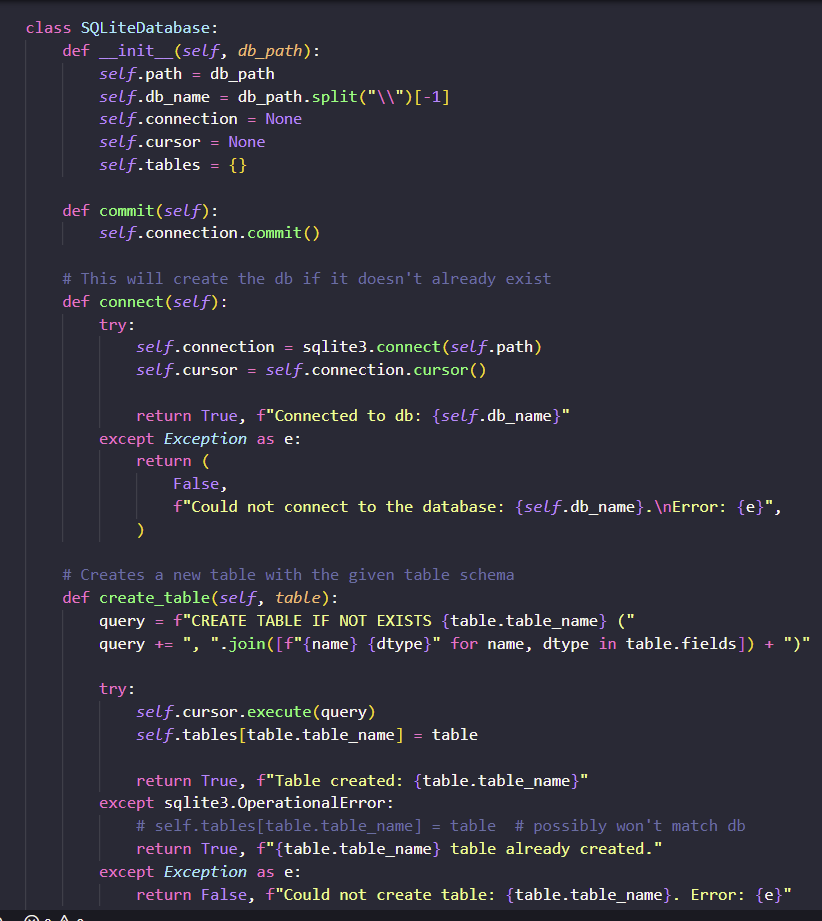 class SQLiteDatabase:
    def __init__(self, db_path):
        self.path = db_path
        self.db_name = db_path.split("\\")[-1]
        self.connection = None
        self.cursor = None
        self.tables = {}

    def commit(self):
        self.connection.commit()

    # This will create the db if it doesn't already exist
    def connect(self):
        try:
            self.connection = sqlite3.connect(self.path)
            self.cursor = self.connection.cursor()

            return True, f"Connected to db: {self.db_name}"
        except Exception as e:
            return (
                False,
                f"Could not connect to the database: {self.db_name}.\nError: {e}",
            )

    # Creates a new table with the given table schema
    def create_table(self, table):
        query = f"CREATE TABLE IF NOT EXISTS {table.table_name} ("
        query += ", ".join([f"{name} {dtype}" for name, dtype in table.fields]) + ")"

        try:
            self.cursor.execute(query)
            self.tables[table.table_name] = table

            return True, f"Table created: {table.table_name}"
        except sqlite3.OperationalError:
            # self.tables[table.table_name] = table  # possibly won't match db
            return True, f"{table.table_name} table already created."
        except Exception as e:
            return False, f"Could not create table: {table.table_name}. Error: {e}"